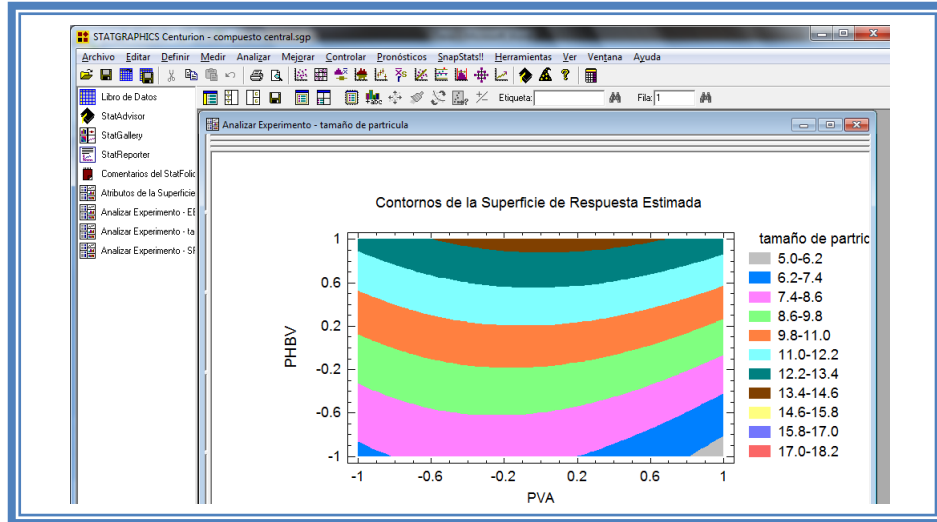 STATGRAPHICS Centurion - compuesto central.sgp
Archivo Editar Definir Medir Analizar Mejorar Controlar Pronósticos SnapStats!! Herramientas Ver Ventana Ayuda
Libro de Datos
Etiqueta: Fila: 1
StatAdvisor
Analizar Experimento - tamaño de partricula
StatGallery
StatReporter
Comentarios del StatFolio
Atributos de la Superficie
Analizar Experimento - EE
Analizar Experimento - ta
Analizar Experimento - SF
Contornos de la Superficie de Respuesta Estimada
PHBV
1
0.6
0.2
-0.2
-0.6
-1
-1 -0.6 -0.2 0.2 0.6 1
PVA
tamaño de partric
5.0-6.2
6.2-7.4
7.4-8.6
8.6-9.8
9.8-11.0
11.0-12.2
12.2-13.4
13.4-14.6
14.6-15.8
15.8-17.0
17.0-18.2